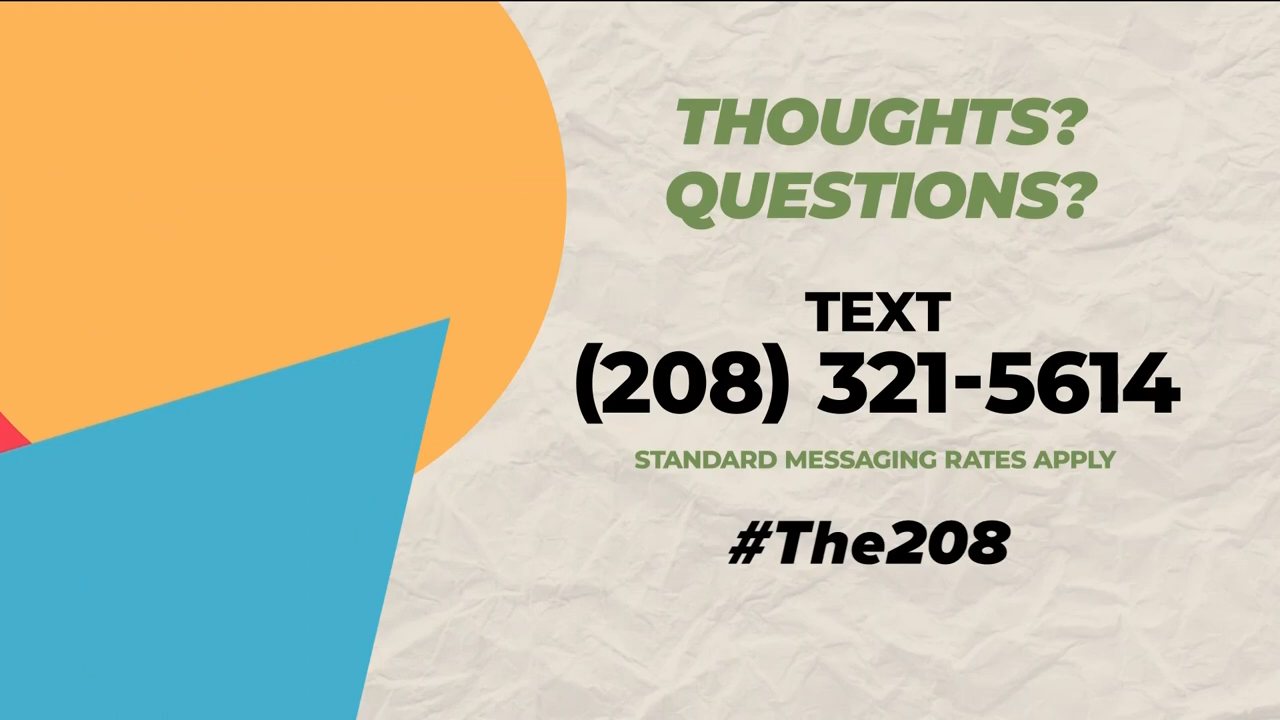 THOUGHTS?
QUESTIONS?
TEXT
(208) 321-5614
STANDARD MESSAGING RATES APPLY
#The208